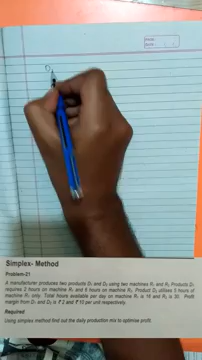 Simplex- Method
Problem-21
A manufacturer produces two products D₁ and D₂ using two machines R₁ and R₂ Products D₁
requires 2 hours on machine R₁ and 6 hours on machine R₂. Product D₂ utilises 5 hours of
machine R₁ only. Total hours available per day on machine R₁ is 16 and R₂ is 30. Profit
margin from D₁ and D₂ is ₹ 2 and ₹ 10 per unit respectively.
Required
Using simplex method find out the daily production mix to optimise profit.